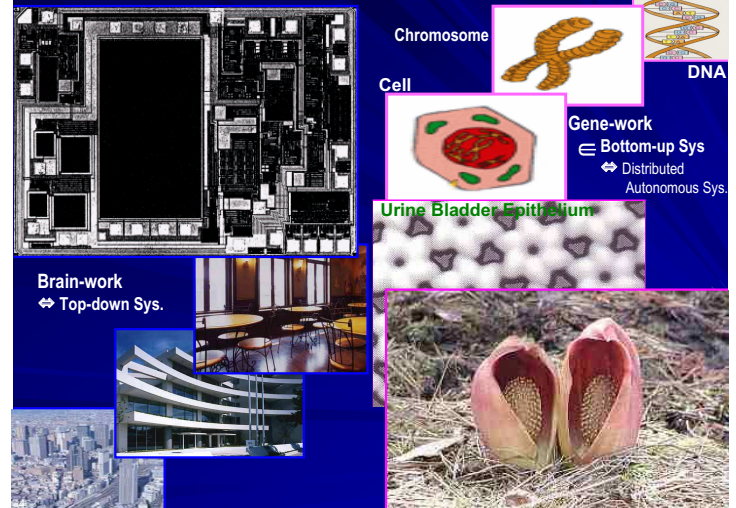 Chromosome
DNA
Cell
Gene-work
∈ Bottom-up Sys
⇔ Distributed
Autonomous Sys.
Urine Bladder Epithelium
Brain-work
⇔ Top-down Sys.